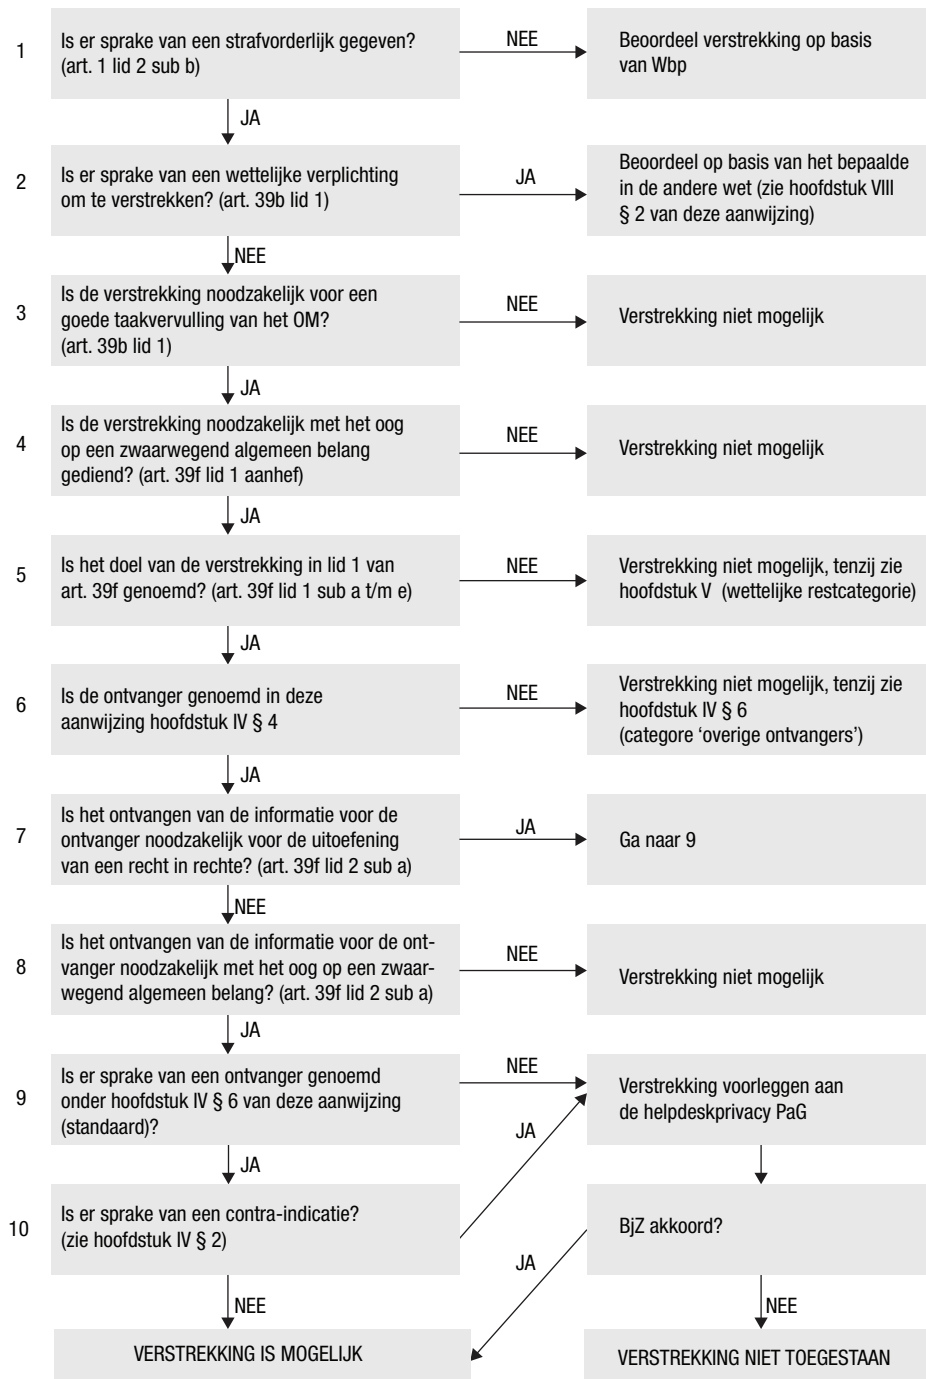 1
Is er sprake van een strafvorderlijk gegeven?
(art. 1 lid 2 sub b)
NEE
Beoordeel verstrekking op basis
van Wbp
JA
2
Is er sprake van een wettelijke verplichting
om te verstrekken? (art. 39b lid 1)
JA
Beoordeel op basis van het bepaalde
in de andere wet (zie hoofdstuk VIII
§ 2 van deze aanwijzing)
NEE
3
Is de verstrekking noodzakelijk voor een
goede taakvervulling van het OM?
(art. 39b lid 1)
NEE
Verstrekking niet mogelijk
JA
4
Is de verstrekking noodzakelijk met het oog
op een zwaarwegend algemeen belang
gediend? (art. 39f lid 1 aanhef)
NEE
Verstrekking niet mogelijk
JA
5
Is het doel van de verstrekking in lid 1 van
art. 39f genoemd? (art. 39f lid 1 sub a t/m e)
NEE
Verstrekking niet mogelijk, tenzij zie
hoofdstuk V (wettelijke restcategorie)
JA
6
Is de ontvanger genoemd in deze
aanwijzing hoofdstuk IV § 4
NEE
Verstrekking niet mogelijk, tenzij zie
hoofdstuk IV § 6
(categore ‘overige ontvangers’)
JA
7
Is het ontvangen van de informatie voor de
ontvanger noodzakelijk voor de uitoefening
van een recht in rechte? (art. 39f lid 2 sub a)
JA
Ga naar 9
NEE
8
Is het ontvangen van de informatie voor de ont-
vanger noodzakelijk met het oog op een zwaar-
wegend algemeen belang? (art. 39f lid 2 sub a)
NEE
Verstrekking niet mogelijk
JA
9
Is er sprake van een ontvanger genoemd
onder hoofdstuk IV § 6 van deze aanwijzing
(standaard)?
NEE
Verstrekking voorleggen aan
de helpdeskprivacy PaG
JA
JA
10
Is er sprake van een contra-indicatie?
(zie hoofdstuk IV § 2)
BjZ akkoord?
JA
NEE
NEE
VERSTREKKING IS MOGELIJK
VERSTREKKING NIET TOEGESTAAN